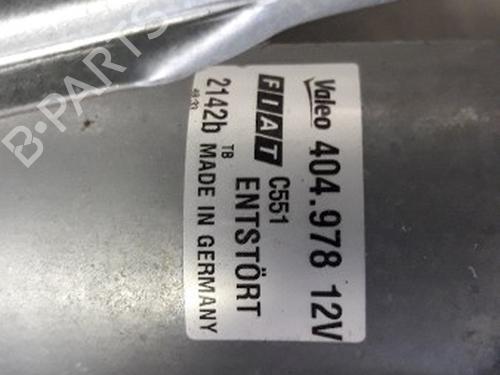 Valeo 404.978 12V
FIAT C551 ENTSTÖRT
2142b TB MADE IN GERMANY
B-PARTS